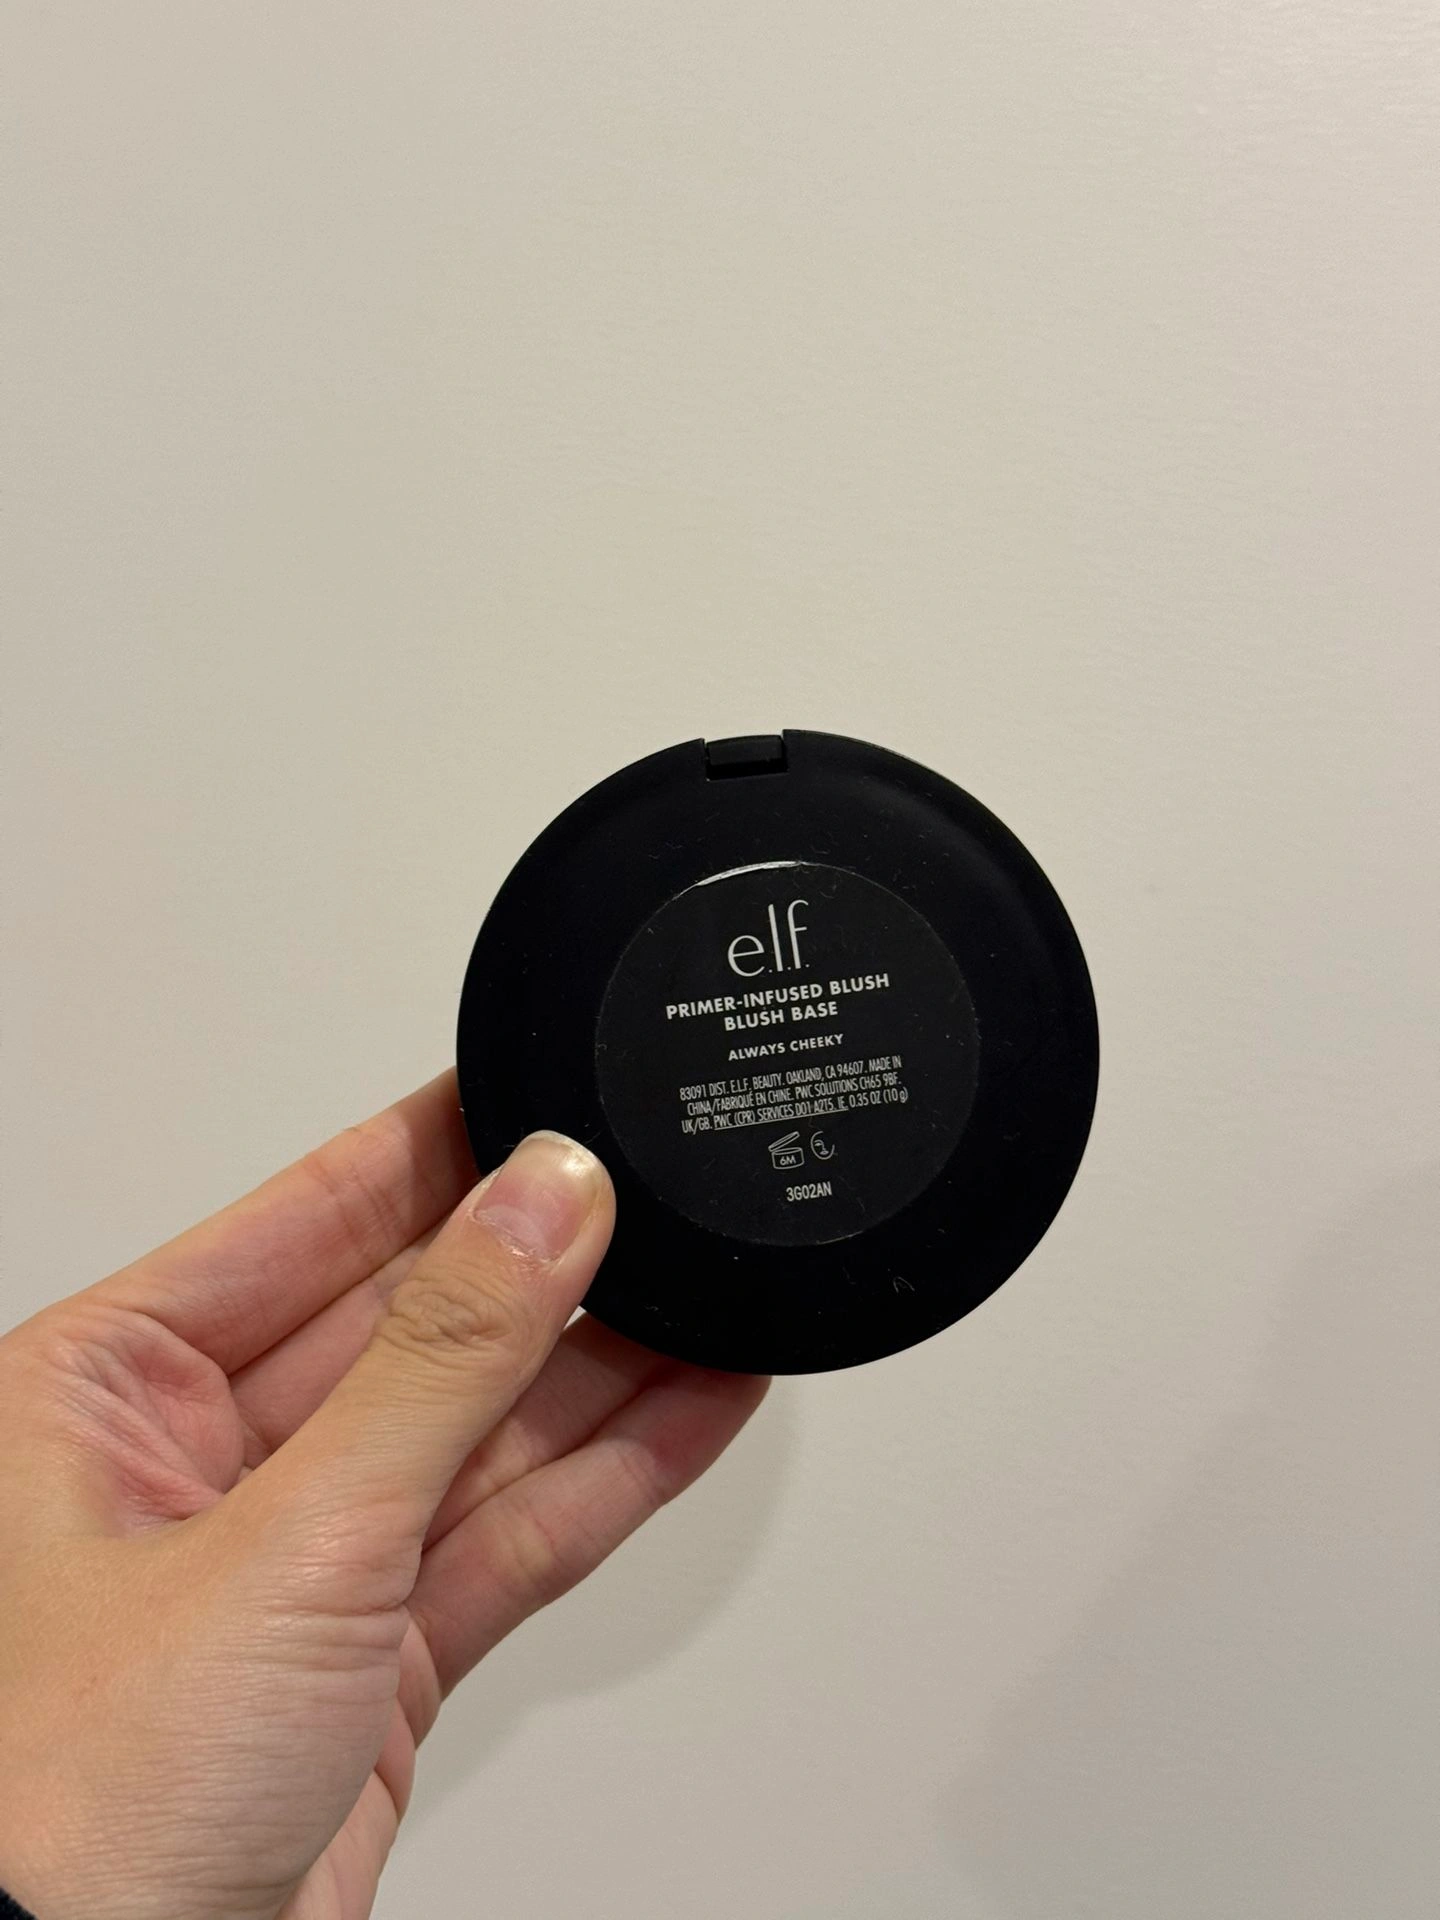 e.l.f.
PRIMER-INFUSED BLUSH
BLUSH BASE
ALWAYS CHEEKY
83091 DIST. E.L.F. BEAUTY. OAKLAND, CA 94607. MADE IN
CHINA/FABRIQUÉ EN CHINE. PWC SOLUTIONS CH65 9BF.
UK/GB. PWC (CPR) SERVICES D01 A2T5. IE. 0.35 OZ (10 g)
6M
3G02AN